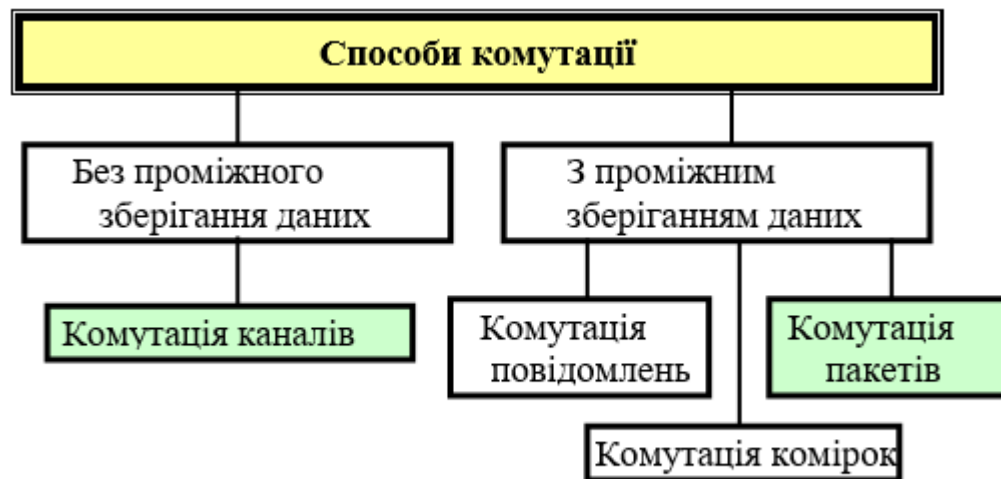 Способи комутації
Без проміжного
зберігання даних
З проміжним
зберіганням даних
Комутація каналів
Комутація
повідомлень
Комутація
пакетів
Комутація комірок